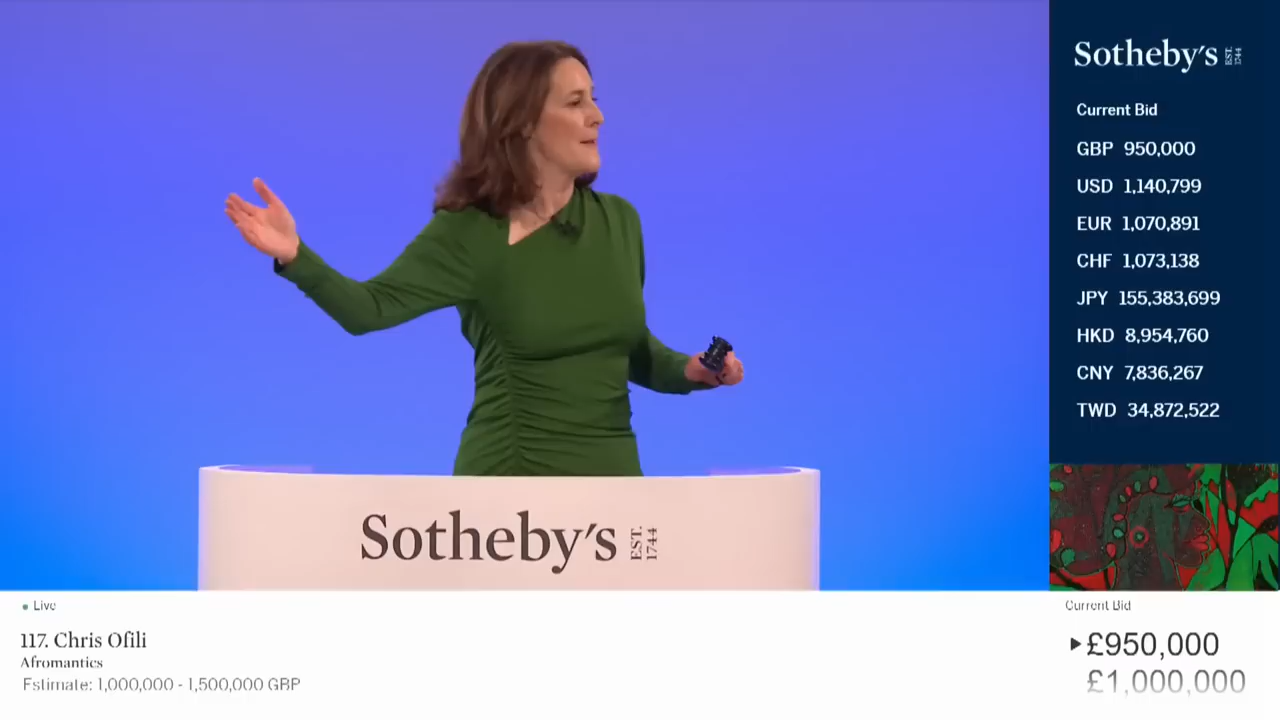 Sotheby's EST. 1744
Current Bid
GBP 950,000
USD 1,140,799
EUR 1,070,891
CHF 1,073,138
JPY 155,383,699
HKD 8,954,760
CNY 7,836,267
TWD 34,872,522
Sotheby's EST. 1744
Live
117. Chris Ofili
Afromantics
Estimate: 1,000,000 - 1,500,000 GBP
Current Bid
£950,000
£1,000,000